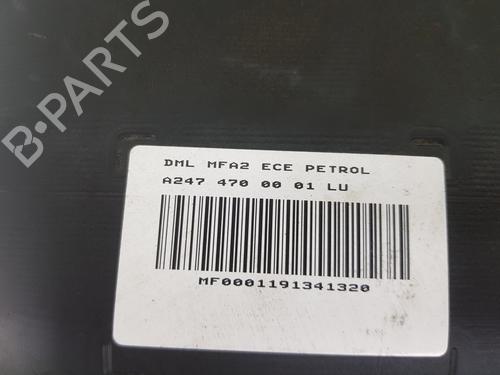 B-PARTS
DML MFA2 ECE PETROL
A247 470 00 01 LU
MF0001191341320